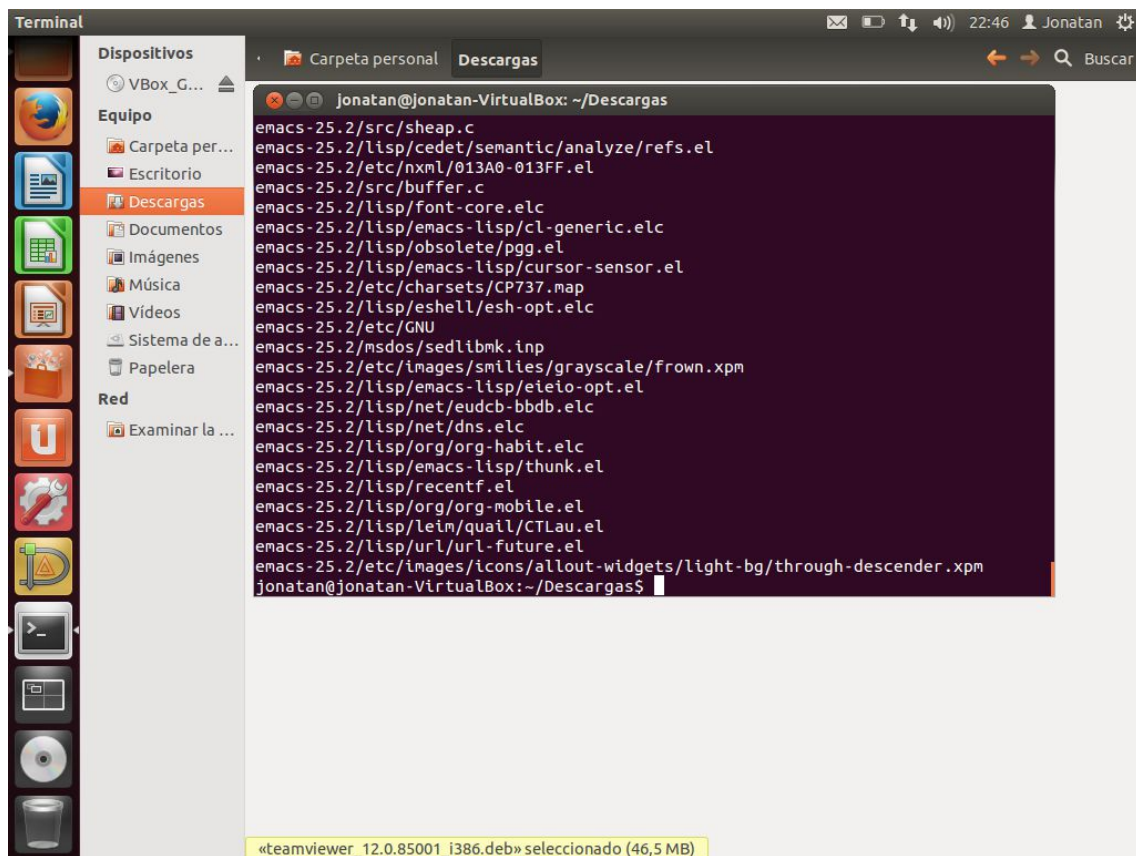 Terminal
22:46 Jonatan
Dispositivos
VBox_G...
Equipo
Carpeta per...
Escritorio
Descargas
Documentos
Imágenes
Música
Vídeos
Sistema de a...
Papelera
Red
Examinar la ...
Carpeta personal Descargas
Buscar
jonatan@jonatan-VirtualBox: ~/Descargas
emacs-25.2/src/sheap.c
emacs-25.2/lisp/cedet/semantic/analyze/refs.el
emacs-25.2/etc/nxml/013A0-013FF.el
emacs-25.2/src/buffer.c
emacs-25.2/lisp/font-core.elc
emacs-25.2/lisp/emacs-lisp/cl-generic.elc
emacs-25.2/lisp/obsolete/pgg.el
emacs-25.2/lisp/emacs-lisp/cursor-sensor.el
emacs-25.2/etc/charsets/CP737.map
emacs-25.2/lisp/eshell/esh-opt.elc
emacs-25.2/etc/GNU
emacs-25.2/msdos/sedlibmk.inp
emacs-25.2/etc/images/smilies/grayscale/frown.xpm
emacs-25.2/lisp/emacs-lisp/eieio-opt.el
emacs-25.2/lisp/net/eudcb-bbdb.elc
emacs-25.2/lisp/net/dns.elc
emacs-25.2/lisp/org/org-habit.elc
emacs-25.2/lisp/emacs-lisp/thunk.el
emacs-25.2/lisp/recentf.el
emacs-25.2/lisp/org/org-mobile.el
emacs-25.2/lisp/leim/quail/CTLau.el
emacs-25.2/lisp/url/url-future.el
emacs-25.2/etc/images/icons/allout-widgets/light-bg/through-descender.xpm
jonatan@jonatan-VirtualBox:~/Descargas$
«teamviewer_12.0.85001_i386.deb» seleccionado (46,5 MB)